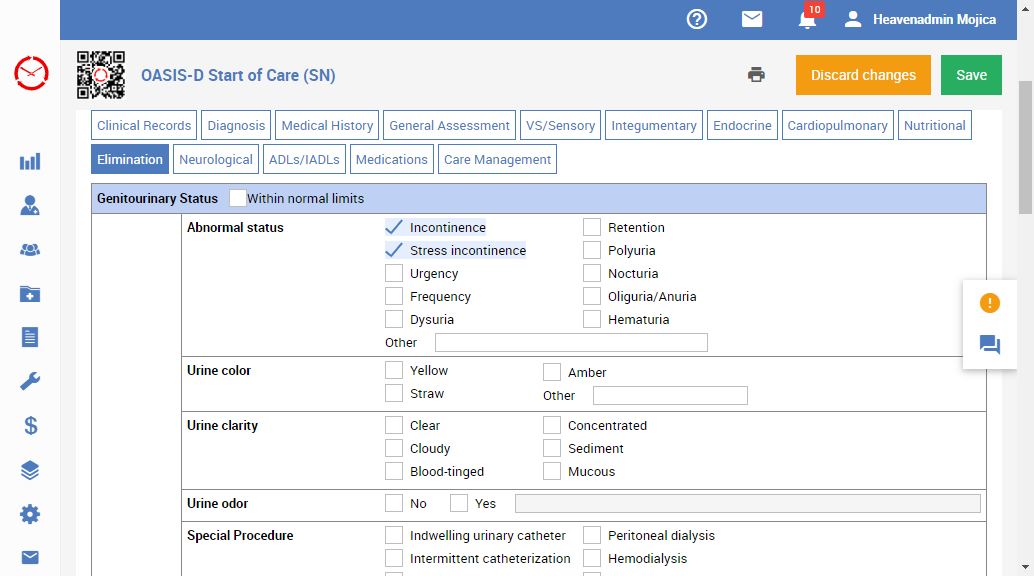 10
Heavenadmin Mojica
OASIS-D Start of Care (SN)
Discard changes
Save
Clinical Records Diagnosis Medical History General Assessment VS/Sensory Integumentary Endocrine Cardiopulmonary Nutritional
Elimination Neurological ADLs/IADLs Medications Care Management
Genitourinary Status Within normal limits
Abnormal status Incontinence Retention
Stress incontinence Polyuria
Urgency Nocturia
Frequency Oliguria/Anuria
Dysuria Hematuria
Other
Urine color Yellow Amber
Straw Other
Urine clarity Clear Concentrated
Cloudy Sediment
Blood-tinged Mucous
Urine odor No Yes
Special Procedure Indwelling urinary catheter Peritoneal dialysis
Intermittent catheterization Hemodialysis